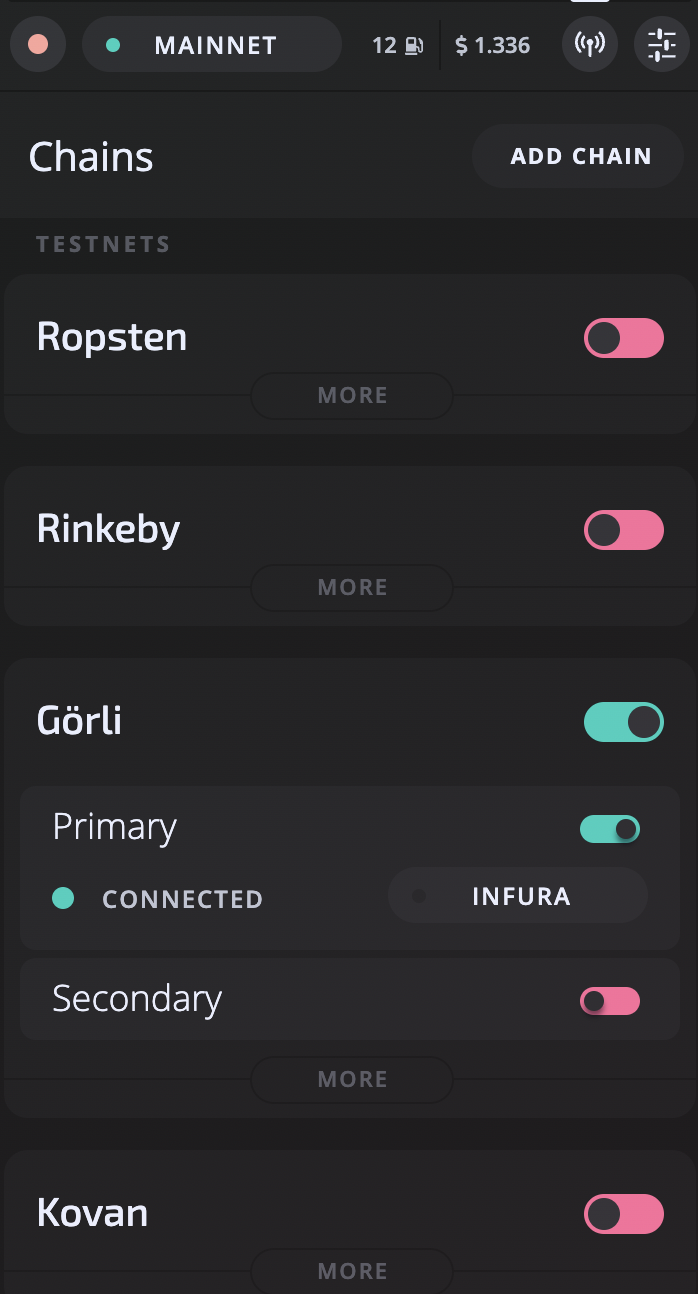 MAINNET 12 $ 1.336
Chains ADD CHAIN
TESTNETS
Ropsten
MORE
Rinkeby
MORE
Görli
Primary
CONNECTED INFURA
Secondary
MORE
Kovan
MORE